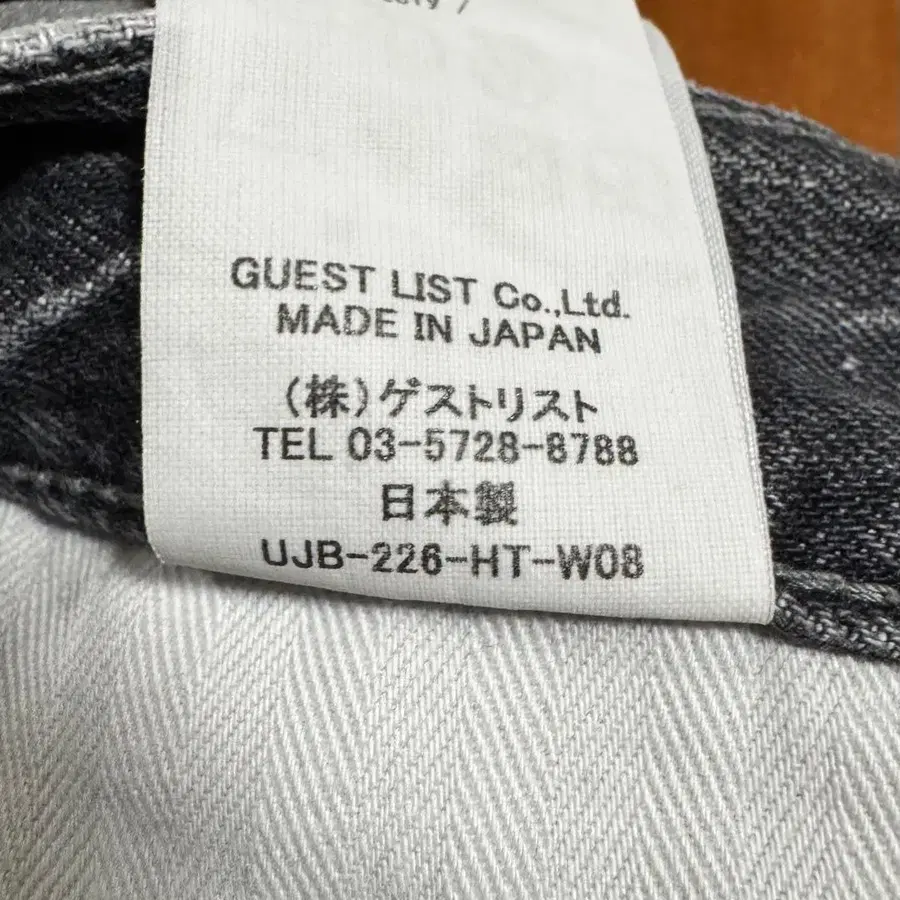 GUEST LIST Co.,Ltd.
MADE IN JAPAN
(株)ゲストリスト
TEL 03-5728-8788
日本製
UJB-226-HT-W08